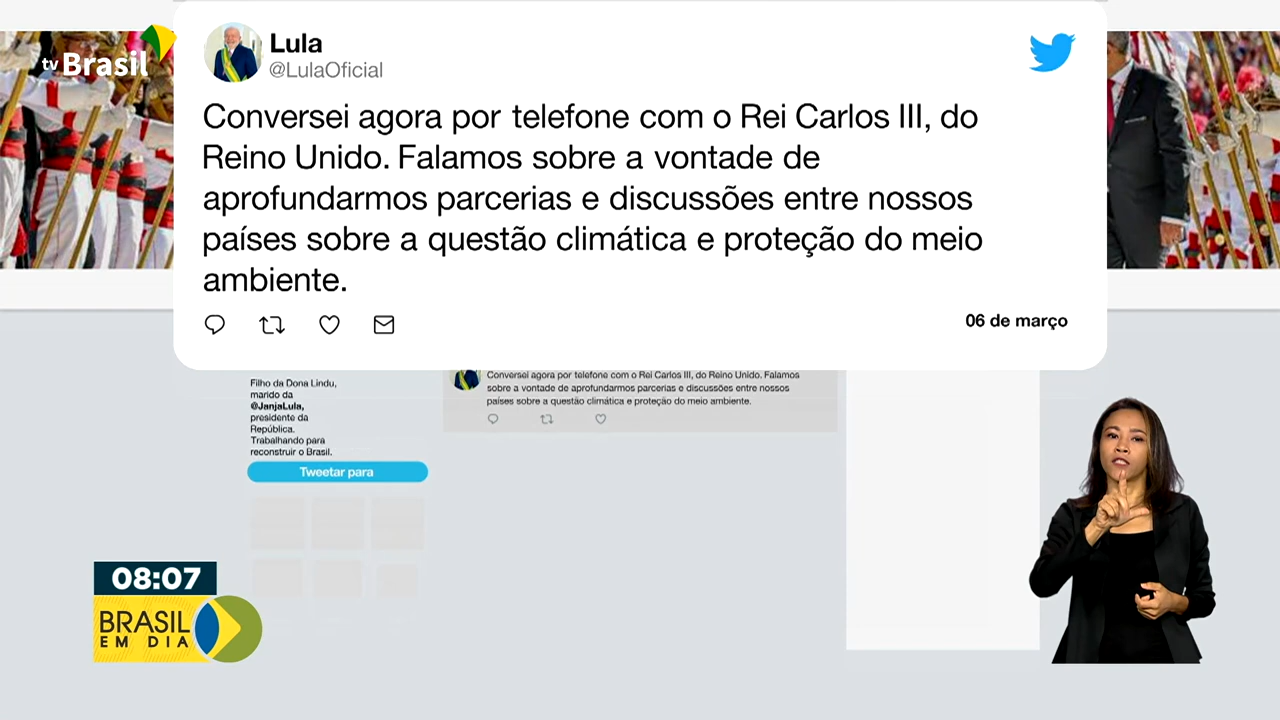 tv Brasil
Lula
@LulaOficial
Conversei agora por telefone com o Rei Carlos III, do
Reino Unido. Falamos sobre a vontade de
aprofundarmos parcerias e discussões entre nossos
países sobre a questão climática e proteção do meio
ambiente.
06 de março
Filho da Dona Lindu,
marido da
@JanjaLula,
presidente da
República.
Trabalhando para
reconstruir o Brasil.
Tweetar para
Conversei agora por telefone com o Rei Carlos III, do Reino Unido. Falamos
sobre a vontade de aprofundarmos parcerias e discussões entre nossos
países sobre a questão climática e proteção do meio ambiente.
08:07
BRASIL
EM DIA